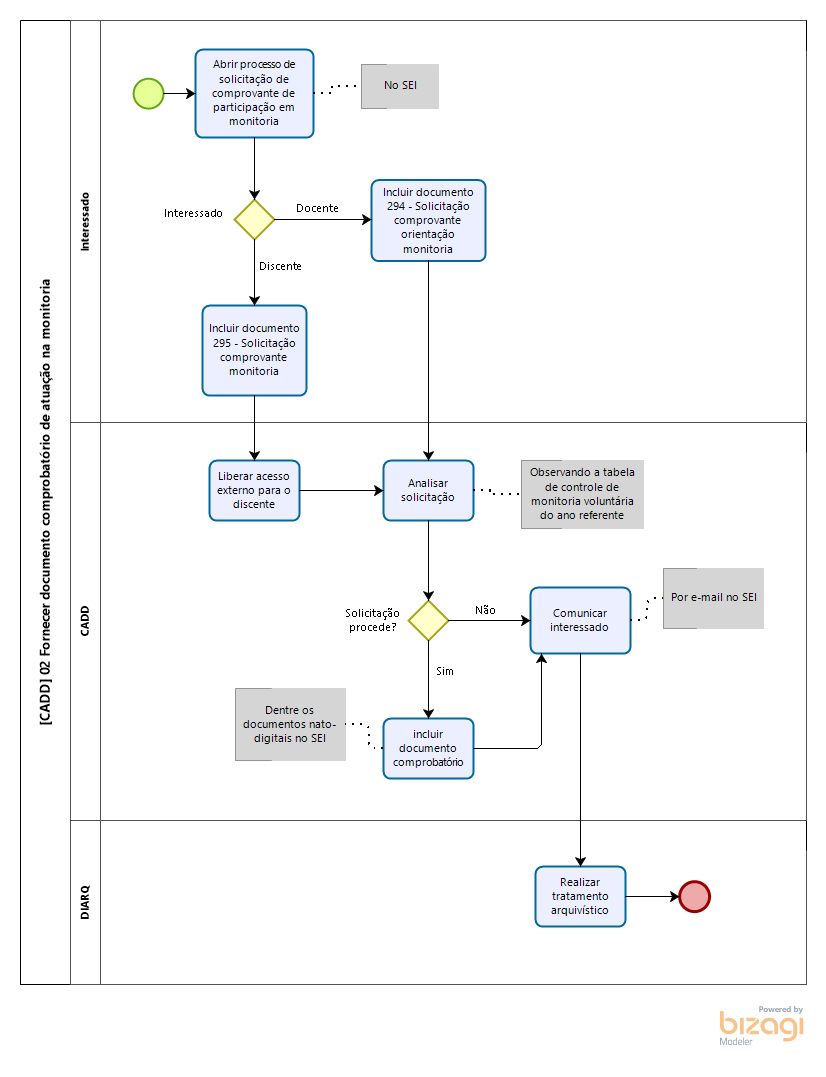 [CADD] 02 Fornecer documento comprobatório de atuação na monitoria
Interessado
Abrir processo de
solicitação de
comprovante de
participação em
monitoria
No SEI
Interessado
Docente
Incluir documento
294 - Solicitação
comprovante
orientação
monitoria
Discente
Incluir documento
295 - Solicitação
comprovante
monitoria
CADD
Liberar acesso
externo para o
discente
Analisar
solicitação
Observando a tabela
de controle de
monitoria voluntária
do ano referente
Solicitação
procede?
Não
Comunicar
interessado
Por e-mail no SEI
Sim
Dentre os
documentos nato-
digitais no SEI
incluir
documento
comprobatório
DIARQ
Realizar
tratamento
arquivístico
Powered by
bizagi
Modeler